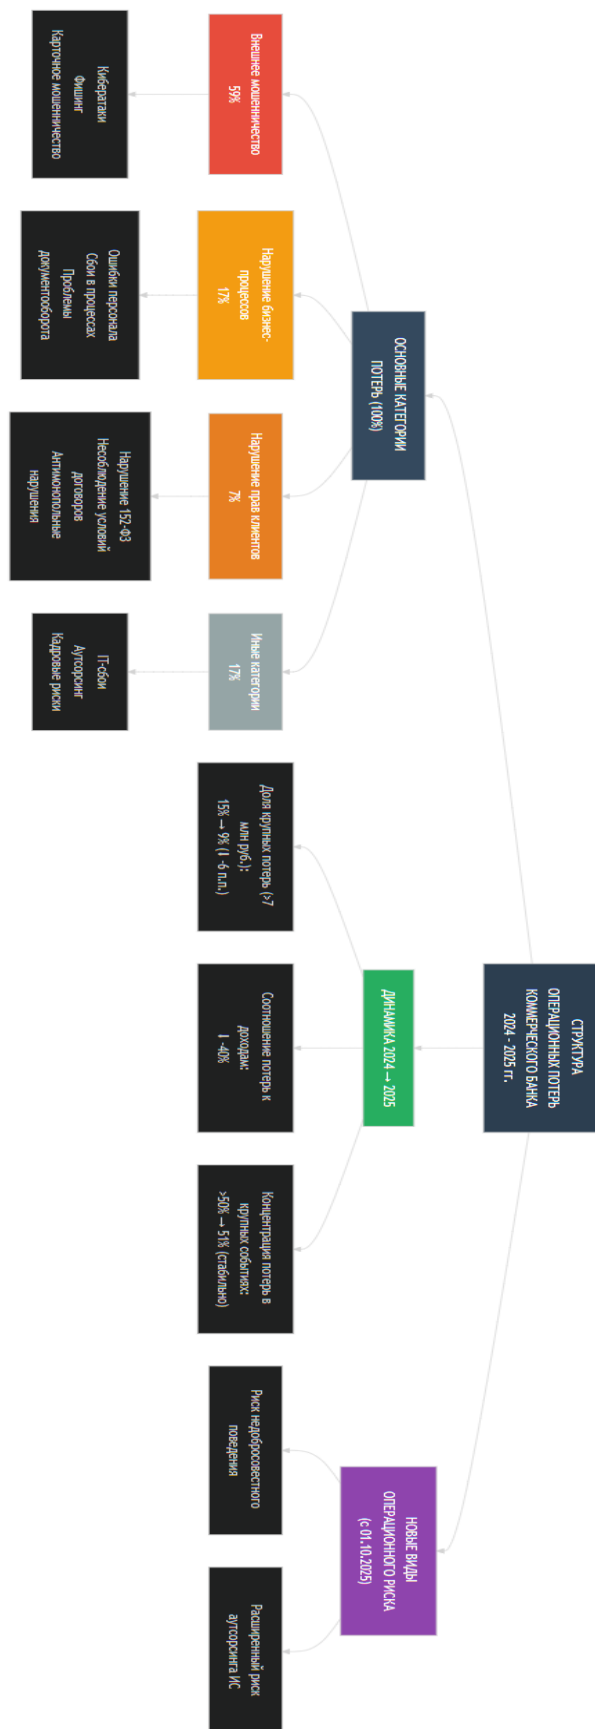 СТРУКТУРА
ОПЕРАЦИОННЫХ ПОТЕРЬ
КОММЕРЧЕСКОГО БАНКА
2024 - 2025 гг.
ОСНОВНЫЕ КАТЕГОРИИ
ПОТЕРЬ (100%)
ДИНАМИКА 2024 → 2025
НОВЫЕ ВИДЫ
ОПЕРАЦИОННОГО РИСКА
(с 01.10.2025)
Внешнее мошенничество
59%
Нарушение бизнес-
процессов
17%
Нарушение прав клиентов
7%
Иные категории
17%
Доля крупных потерь (>7
млн руб.):
15% → 9% (⬇ -6 п.п.)
Соотношение потерь к
доходам:
⬇ -40%
Концентрация потерь в
крупных событиях:
>50% → 51% (стабильно)
Риск недобросовестного
поведения
Расширенный риск
аутсорсинга ИС
Кибератаки
Фишинг
Карточное мошенничество
Ошибки персонала
Сбои в процессах
Проблемы
документооборота
Нарушение 152-ФЗ
Несоблюдение условий
договоров
Антимонопольные
нарушения
IT-сбои
Аутсорсинг
Кадровые риски